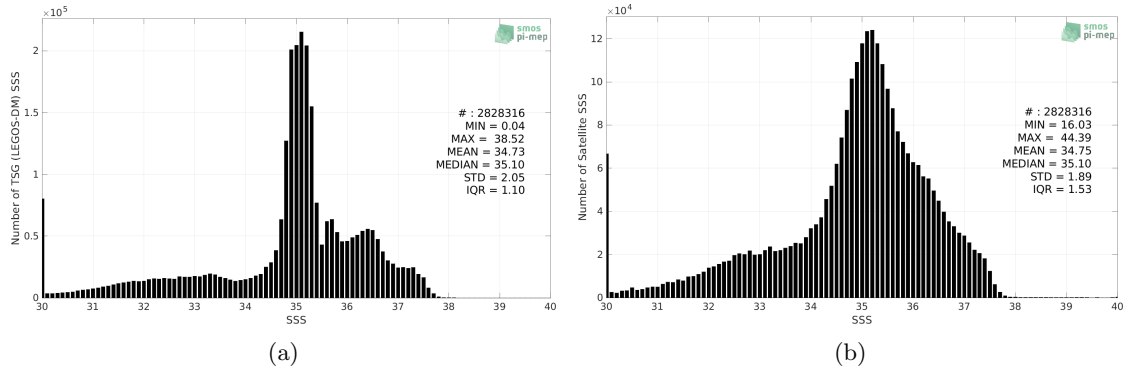 ×10⁵
2
1.5
1
0.5
0
30 31 32 33 34 35 36 37 38 39 40
SSS
Number of TSG (LEGOS-DM) SSS
smos
pi-mep
# : 2828316
MIN = 0.04
MAX = 38.52
MEAN = 34.73
MEDIAN = 35.10
STD = 2.05
IQR = 1.10
(a)
×10⁴
12
10
8
6
4
2
0
30 31 32 33 34 35 36 37 38 39 40
SSS
Number of Satellite SSS
smos
pi-mep
# : 2828316
MIN = 16.03
MAX = 44.39
MEAN = 34.75
MEDIAN = 35.10
STD = 1.89
IQR = 1.53
(b)